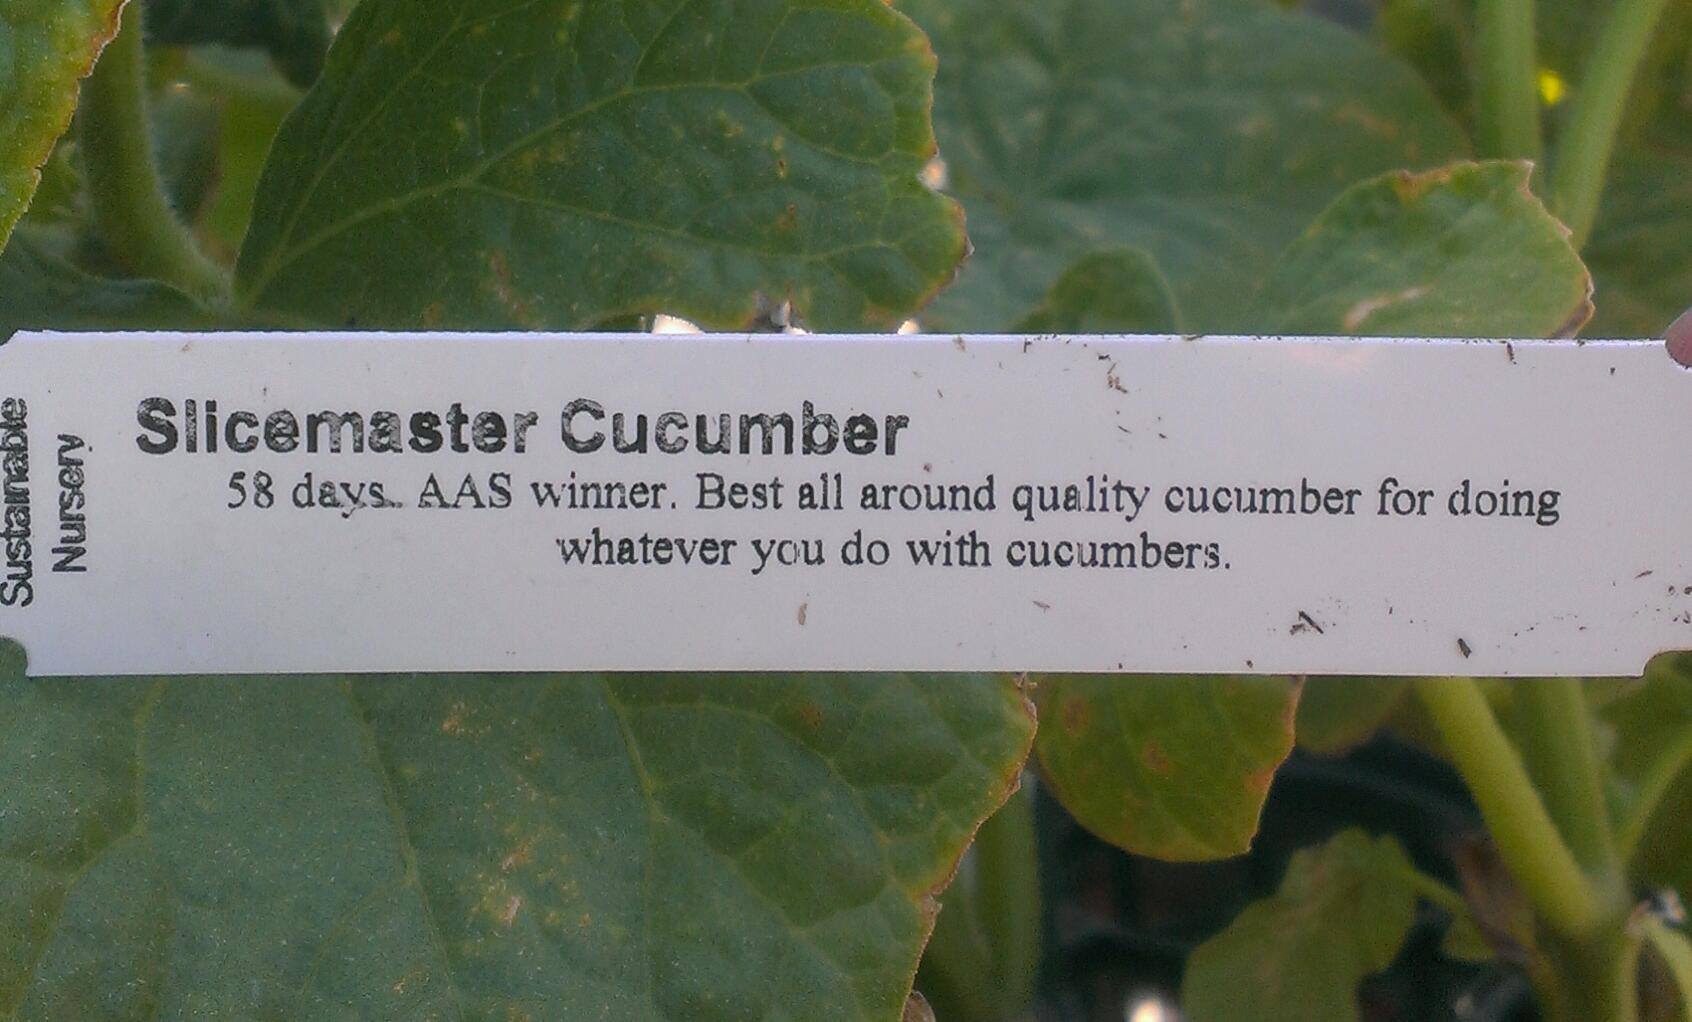 Sustainable
Nursery
Slicemaster Cucumber
58 days. AAS winner. Best all around quality cucumber for doing
whatever you do with cucumbers.